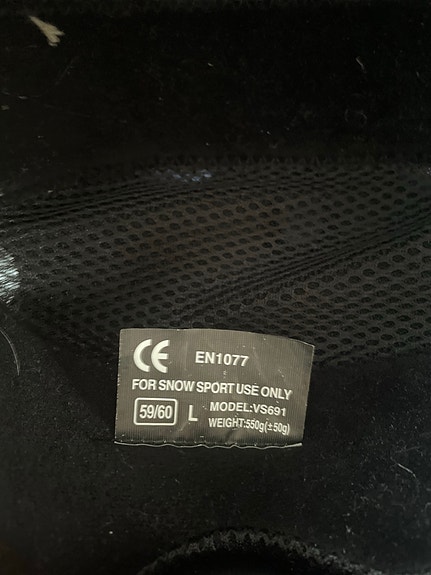 CE EN1077
FOR SNOW SPORT USE ONLY
59/60 L MODEL:VS691
WEIGHT:550g(±50g)